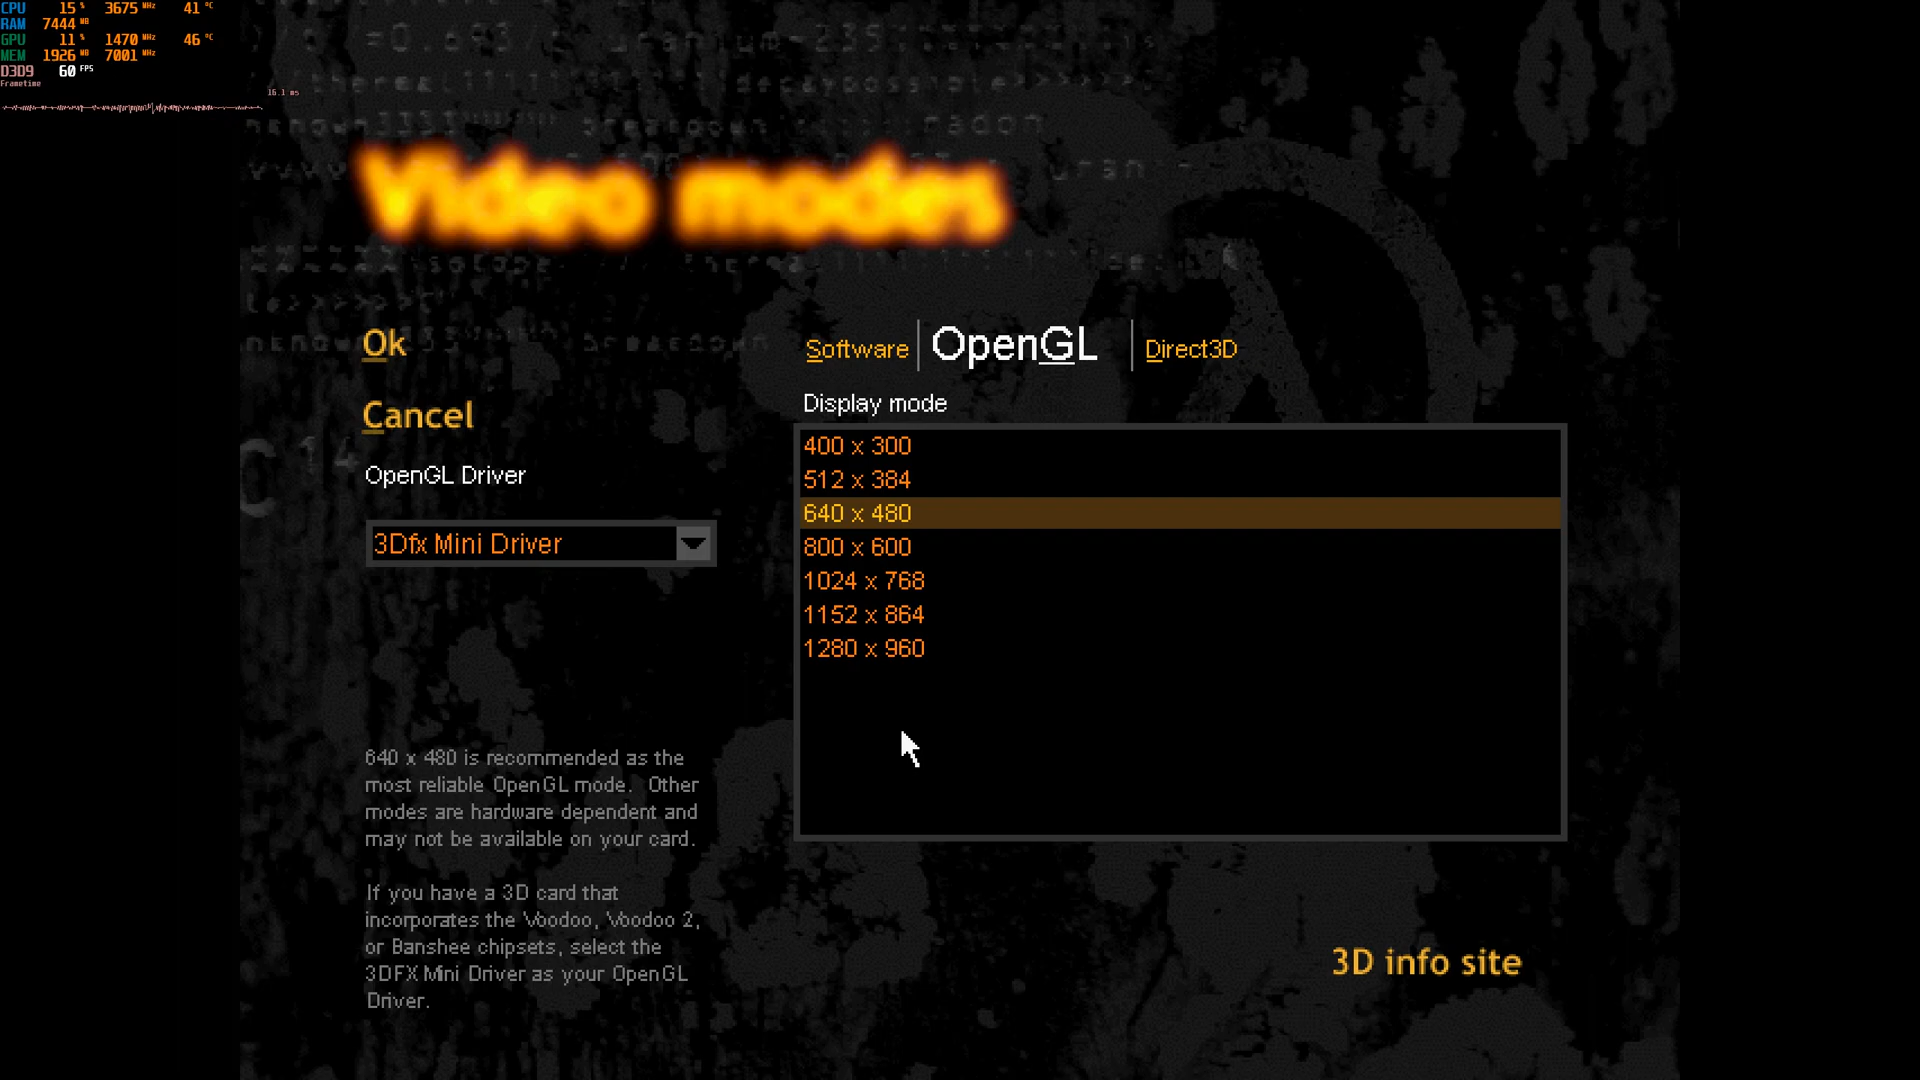 CPU 15 % 3675 MHz 41 °C
RAM 7444 MB
GPU 11 % 1470 MHz 46 °C
MEM 1926 MB 7001 MHz
D3D9 60 FPS
Frametime
16.1 ms
Video modes
Ok
Cancel
OpenGL Driver
3Dfx Mini Driver
640 x 480 is recommended as the
most reliable OpenGL mode. Other
modes are hardware dependent and
may not be available on your card.
If you have a 3D card that
incorporates the Voodoo, Voodoo 2,
or Banshee chipsets, select the
3DFX Mini Driver as your OpenGL
Driver.
Software | OpenGL | Direct3D
Display mode
400 x 300
512 x 384
640 x 480
800 x 600
1024 x 768
1152 x 864
1280 x 960
3D info site